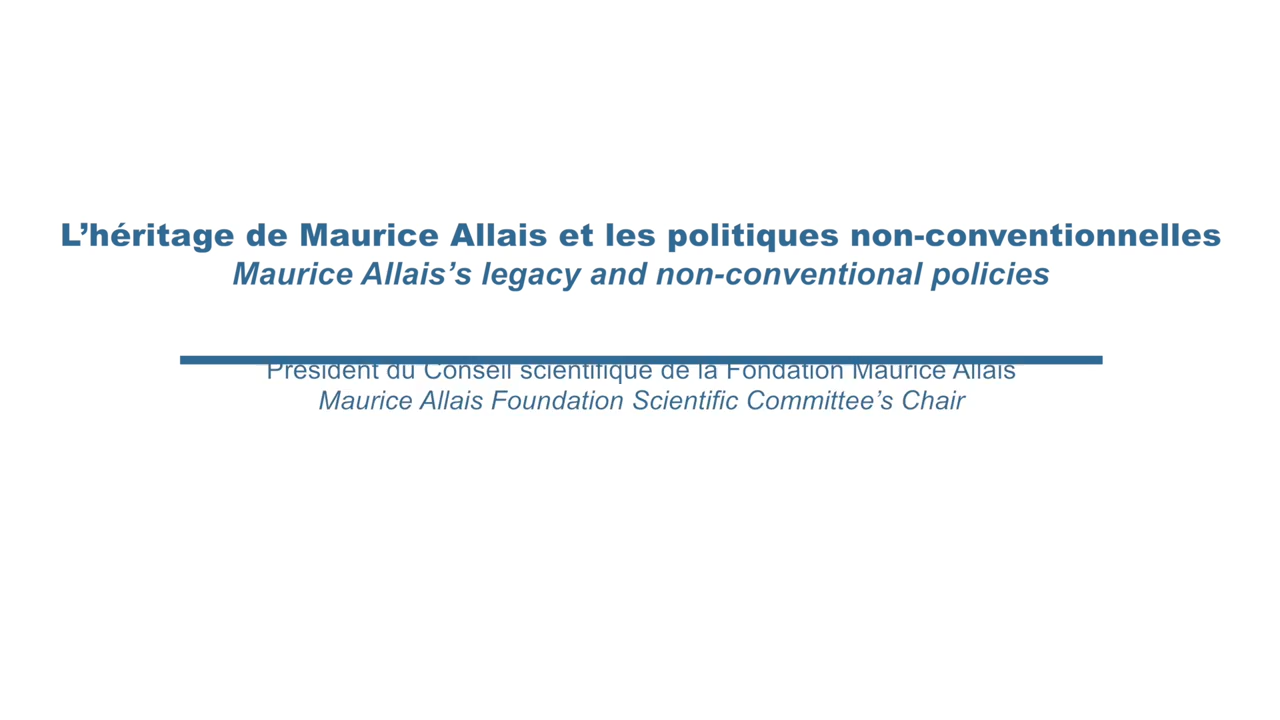 L’héritage de Maurice Allais et les politiques non-conventionnelles
Maurice Allais’s legacy and non-conventional policies
Président du Conseil scientifique de la Fondation Maurice Allais
Maurice Allais Foundation Scientific Committee’s Chair